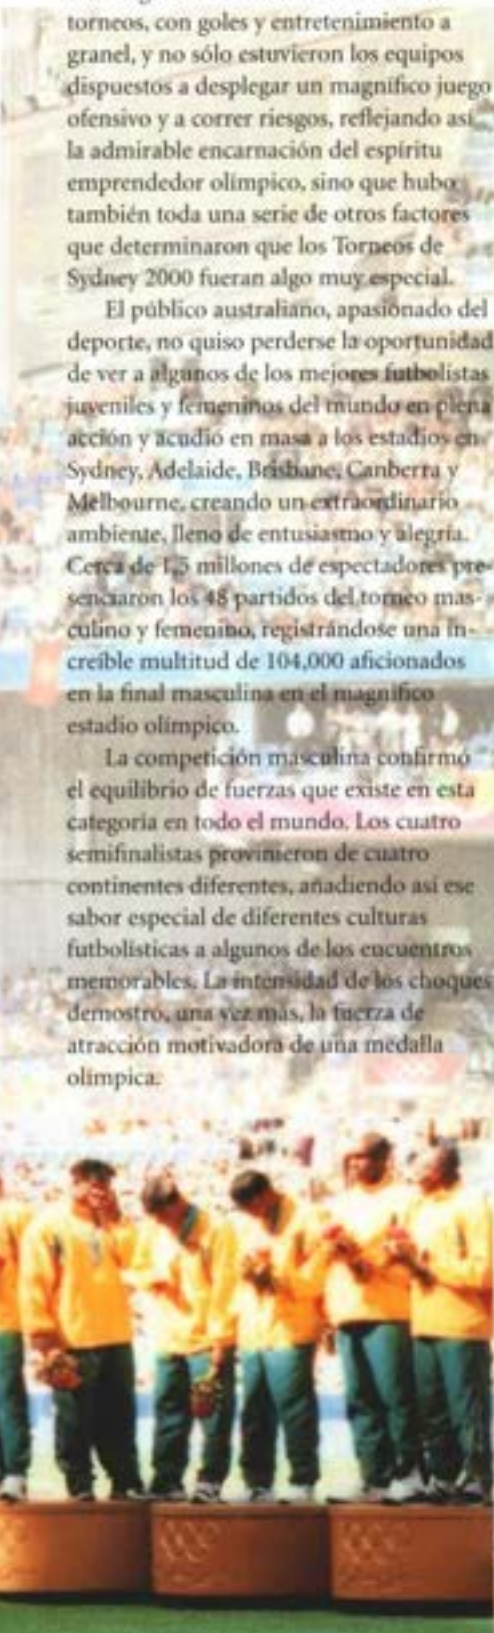 torneos, con goles y entretenimiento a
granel, y no sólo estuvieron los equipos
dispuestos a desplegar un magnífico juego
ofensivo y a correr riesgos, reflejando así
la admirable encarnación del espíritu
emprendedor olímpico, sino que hubo
también toda una serie de otros factores
que determinaron que los Torneos de
Sydney 2000 fueran algo muy especial.
El público australiano, apasionado del
deporte, no quiso perderse la oportunidad
de ver a algunos de los mejores futbolistas
juveniles y femeninos del mundo en plena
acción y acudió en masa a los estadios en
Sydney, Adelaide, Brisbane, Canberra y
Melbourne, creando un extraordinario
ambiente, lleno de entusiasmo y alegría.
Cerca de 1,5 millones de espectadores pre-
senciaron los 48 partidos del torneo mas-
culino y femenino, registrándose una in-
creíble multitud de 104,000 aficionados
en la final masculina en el magnífico
estadio olímpico.
La competición masculina confirmó
el equilibrio de fuerzas que existe en esta
categoría en todo el mundo. Los cuatro
semifinalistas provinieron de cuatro
continentes diferentes, añadiendo así ese
sabor especial de diferentes culturas
futbolísticas a algunos de los encuentros
memorables. La intensidad de los choques
demostró, una vez más, la fuerza de
atracción motivadora de una medalla
olímpica.